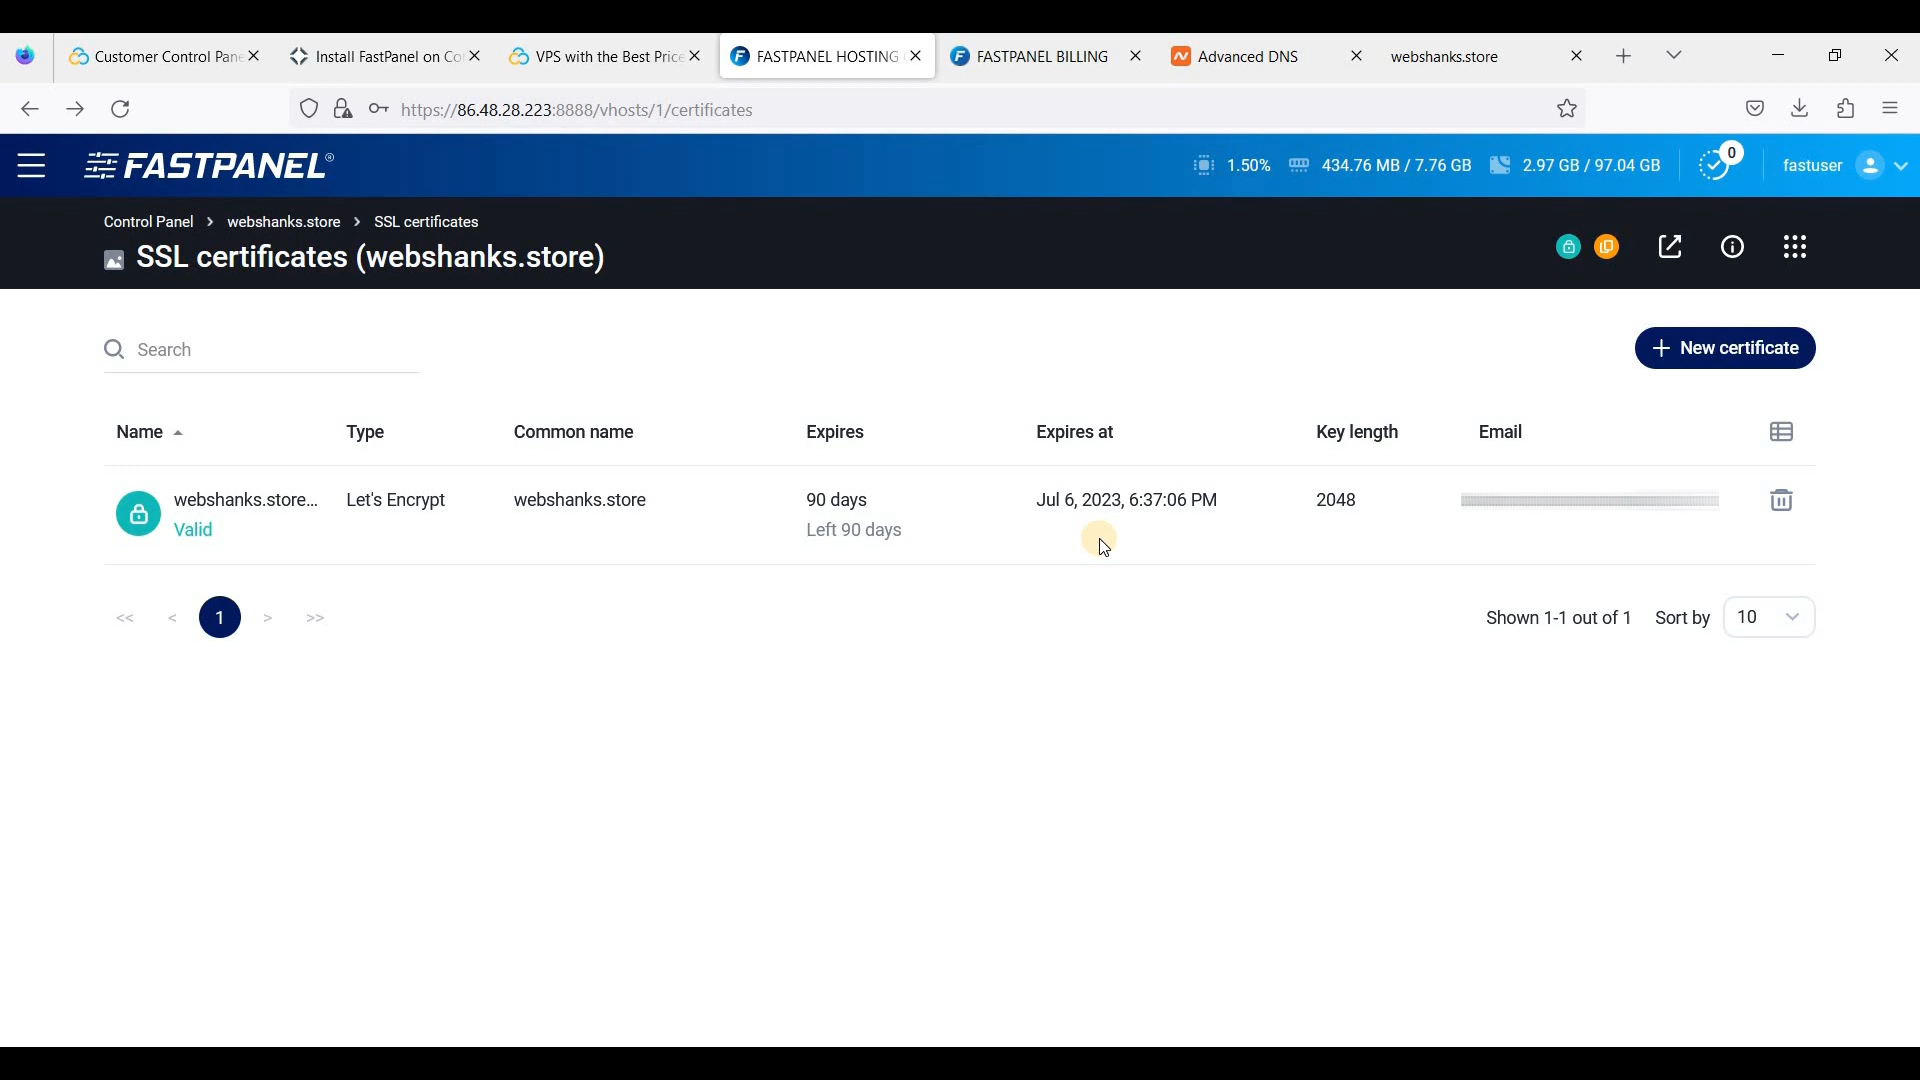 Customer Control Pane
Install FastPanel on Co
VPS with the Best Price
FASTPANEL HOSTING
FASTPANEL BILLING
Advanced DNS
webshanks.store
https://86.48.28.223:8888/vhosts/1/certificates
FASTPANEL®
1.50%
434.76 MB / 7.76 GB
2.97 GB / 97.04 GB
0
fastuser
Control Panel > webshanks.store > SSL certificates
SSL certificates (webshanks.store)
Search
+ New certificate
Name Type Common name Expires Expires at Key length Email
webshanks.store... Let's Encrypt webshanks.store 90 days Jul 6, 2023, 6:37:06 PM 2048
Valid Left 90 days
<< < 1 > >> Shown 1-1 out of 1 Sort by 10